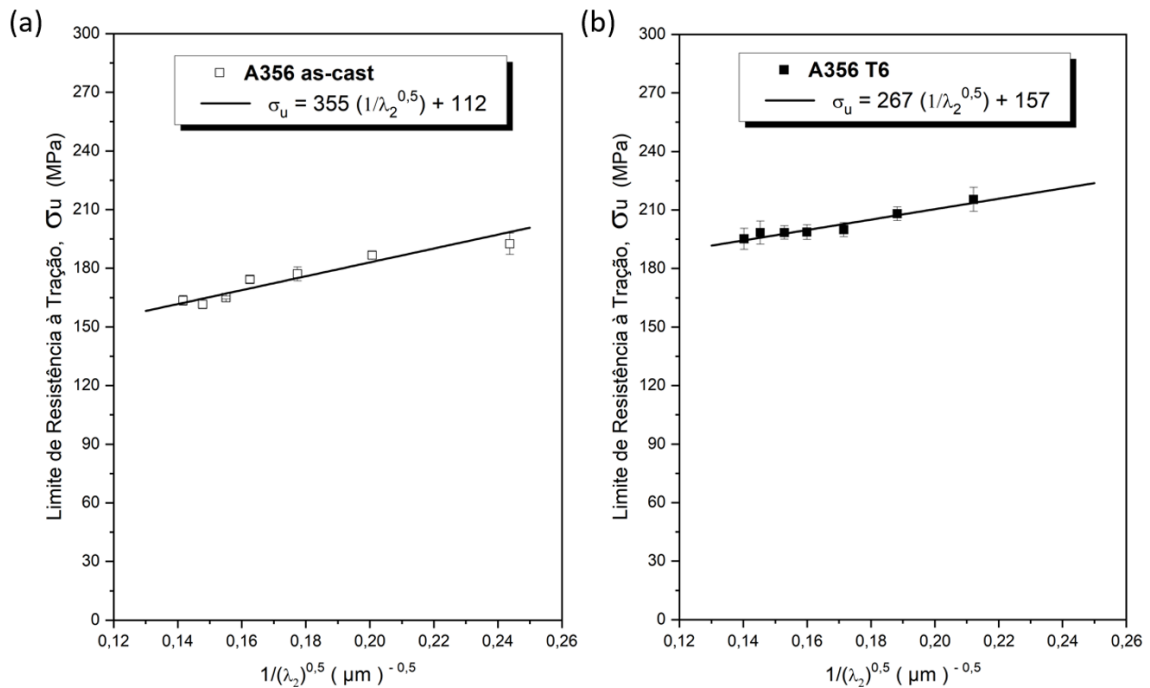 (a)
300
270
240
210
180
150
120
90
60
30
0
Limite de Resistência à Tração, σu (MPa)
A356 as-cast
σu = 355 (1/λ2^0,5) + 112
0,12 0,14 0,16 0,18 0,20 0,22 0,24 0,26
1/(λ2)^0,5 ( µm ) ^- 0,5
(b)
300
270
240
210
180
150
120
90
60
30
0
Limite de Resistência à Tração, σu (MPa)
A356 T6
σu = 267 (1/λ2^0,5) + 157
0,12 0,14 0,16 0,18 0,20 0,22 0,24 0,26
1/(λ2)^0,5 ( µm ) ^- 0,5